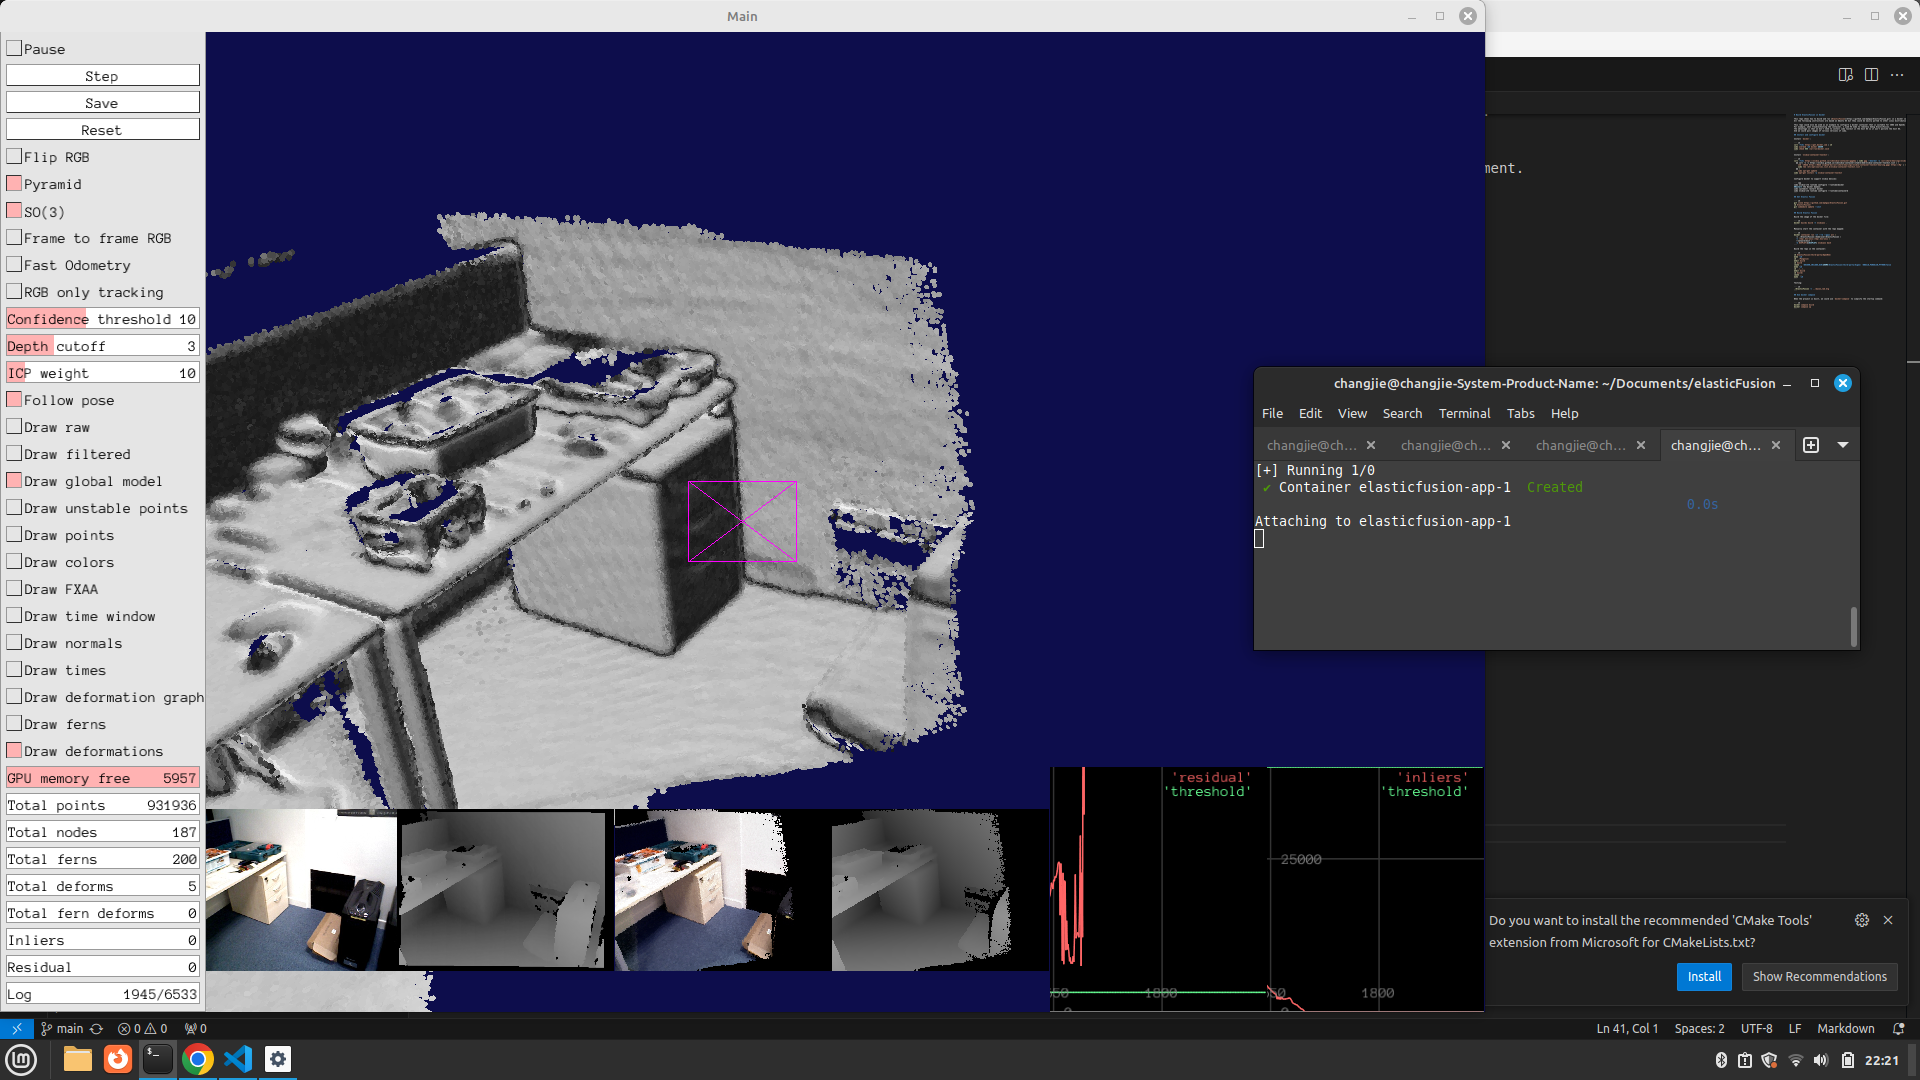 Main
Pause
Step
Save
Reset
Flip RGB
Pyramid
SO(3)
Frame to frame RGB
Fast Odometry
RGB only tracking
Confidence threshold 10
Depth cutoff 3
ICP weight 10
Follow pose
Draw raw
Draw filtered
Draw global model
Draw unstable points
Draw points
Draw colors
Draw FXAA
Draw time window
Draw normals
Draw times
Draw deformation graph
Draw ferns
Draw deformations
GPU memory free 5957
Total points 931936
Total nodes 187
Total ferns 200
Total deforms 5
Total fern deforms 0
Inliers 0
Residual 0
Log 1945/6533
'residual'
'threshold'
1800
'inliers'
'threshold'
25000
1800
ment.
changjie@changjie-System-Product-Name: ~/Documents/elasticFusion
File Edit View Search Terminal Tabs Help
changjie@ch... changjie@ch... changjie@ch... changjie@ch...
[+] Running 1/0
✔ Container elasticfusion-app-1 Created
0.0s
Attaching to elasticfusion-app-1
Do you want to install the recommended 'CMake Tools'
extension from Microsoft for CMakeLists.txt?
Install Show Recommendations
main 0 0 0
Ln 41, Col 1 Spaces: 2 UTF-8 LF Markdown
22:21